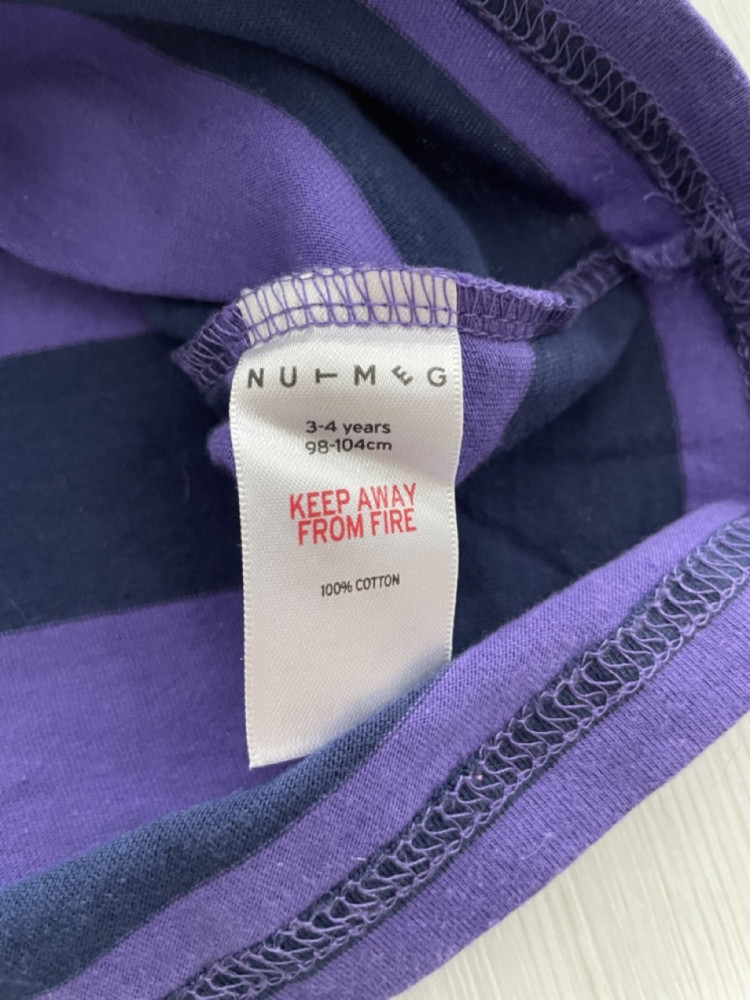 NUTMEG
3-4 years
98-104cm
KEEP AWAY
FROM FIRE
100% COTTON